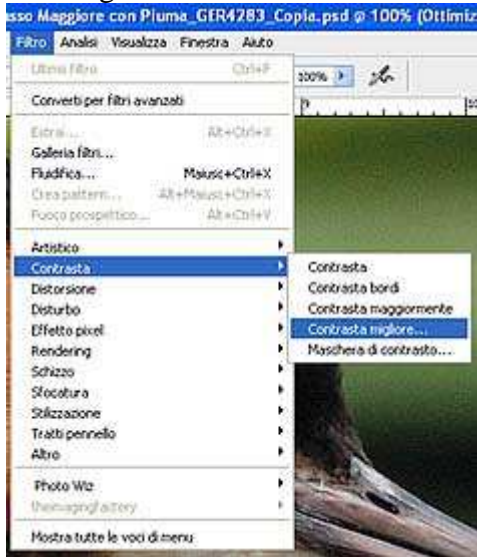 sso Maggiore con Pluma_GER4283_Copia.psd @ 100% (Ottimiz
Filtro Analisi Visualizza Finestra Aiuto
Ultimo filtro Ctrl+F
100%
Converti per filtri avanzati
Estrai... Alt+Ctrl+X
Galleria filtri...
Fluidifica... Maiusc+Ctrl+X
Crea pattern... Alt+Maiusc+Ctrl+X
Fuoco prospettico... Alt+Ctrl+V
Artistico
Contrasta
Contrasta
Distorsione
Contrasta bordi
Disturbo
Contrasta maggiormente
Effetto pixel
Contrasta migliore...
Rendering
Maschera di contrasto...
Schizzo
Sfocatura
Stilizzazione
Tratti pennello
Altro
Photo Wiz
theimagingfactory
Mostra tutte le voci di menu